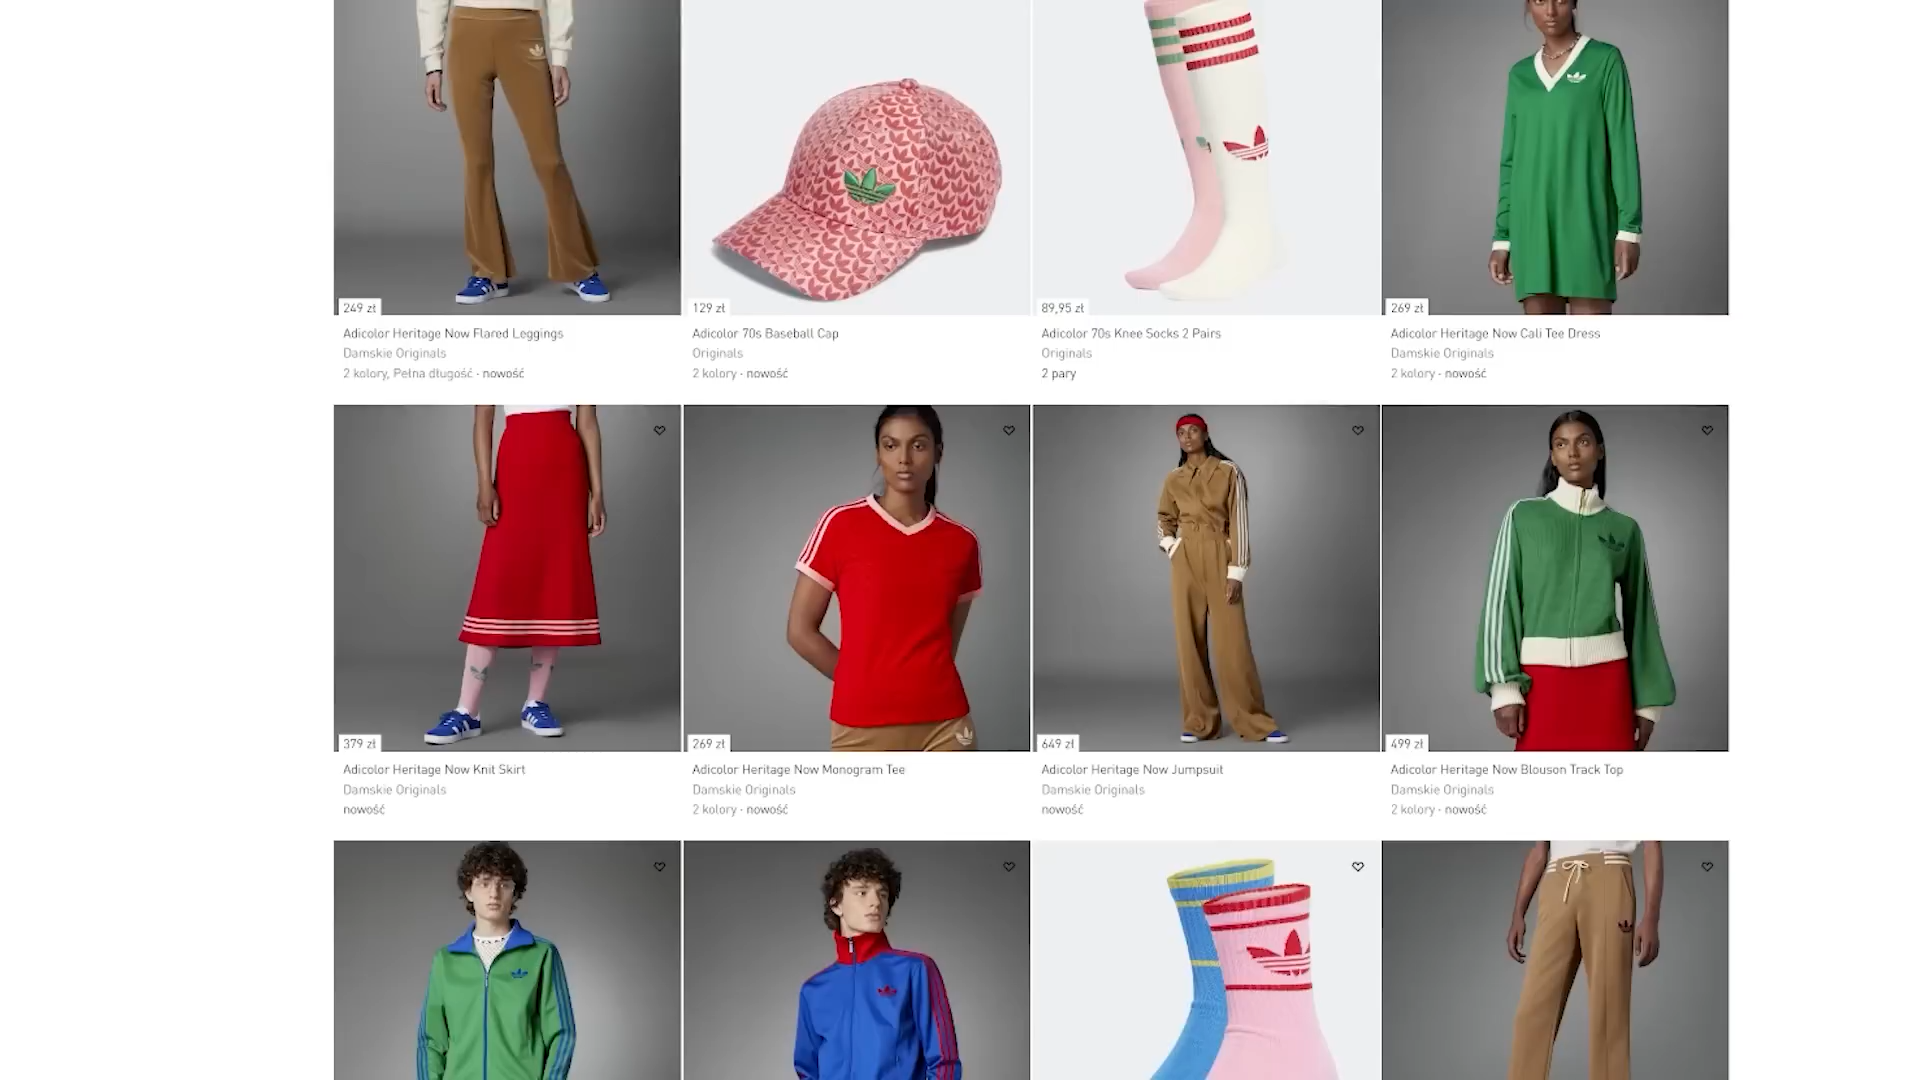 249 zł
Adicolor Heritage Now Flared Leggings
Damskie Originals
2 kolory, Pełna długość · nowość
129 zł
Adicolor 70s Baseball Cap
Originals
2 kolory · nowość
89,95 zł
Adicolor 70s Knee Socks 2 Pairs
Originals
2 pary
269 zł
Adicolor Heritage Now Cali Tee Dress
Damskie Originals
2 kolory · nowość
379 zł
Adicolor Heritage Now Knit Skirt
Damskie Originals
nowość
269 zł
Adicolor Heritage Now Monogram Tee
Damskie Originals
2 kolory · nowość
649 zł
Adicolor Heritage Now Jumpsuit
Damskie Originals
nowość
499 zł
Adicolor Heritage Now Blouson Track Top
Damskie Originals
2 kolory · nowość